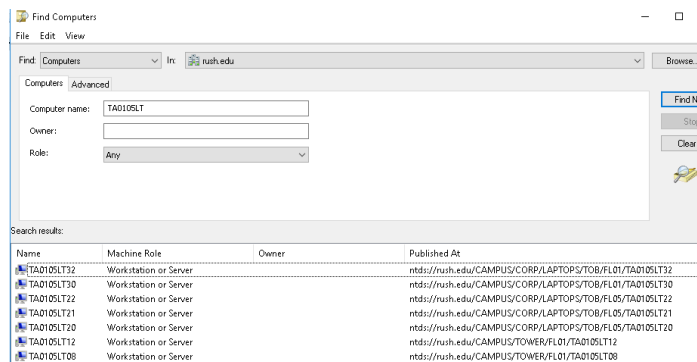 Find Computers
File Edit View
Find: Computers In: rush.edu Browse...
Computers Advanced
Computer name: TA0105LT
Find N
Owner:
Stop
Role: Any
Clear
Search results:
Name Machine Role Owner Published At
TA0105LT32 Workstation or Server ntds://rush.edu/CAMPUS/CORP/LAPTOPS/TOB/FL01/TA0105LT32
TA0105LT30 Workstation or Server ntds://rush.edu/CAMPUS/CORP/LAPTOPS/TOB/FL01/TA0105LT30
TA0105LT22 Workstation or Server ntds://rush.edu/CAMPUS/CORP/LAPTOPS/TOB/FL05/TA0105LT22
TA0105LT21 Workstation or Server ntds://rush.edu/CAMPUS/CORP/LAPTOPS/TOB/FL05/TA0105LT21
TA0105LT20 Workstation or Server ntds://rush.edu/CAMPUS/CORP/LAPTOPS/TOB/FL05/TA0105LT20
TA0105LT12 Workstation or Server ntds://rush.edu/CAMPUS/TOWER/FL01/TA0105LT12
TA0105LT08 Workstation or Server ntds://rush.edu/CAMPUS/TOWER/FL01/TA0105LT08